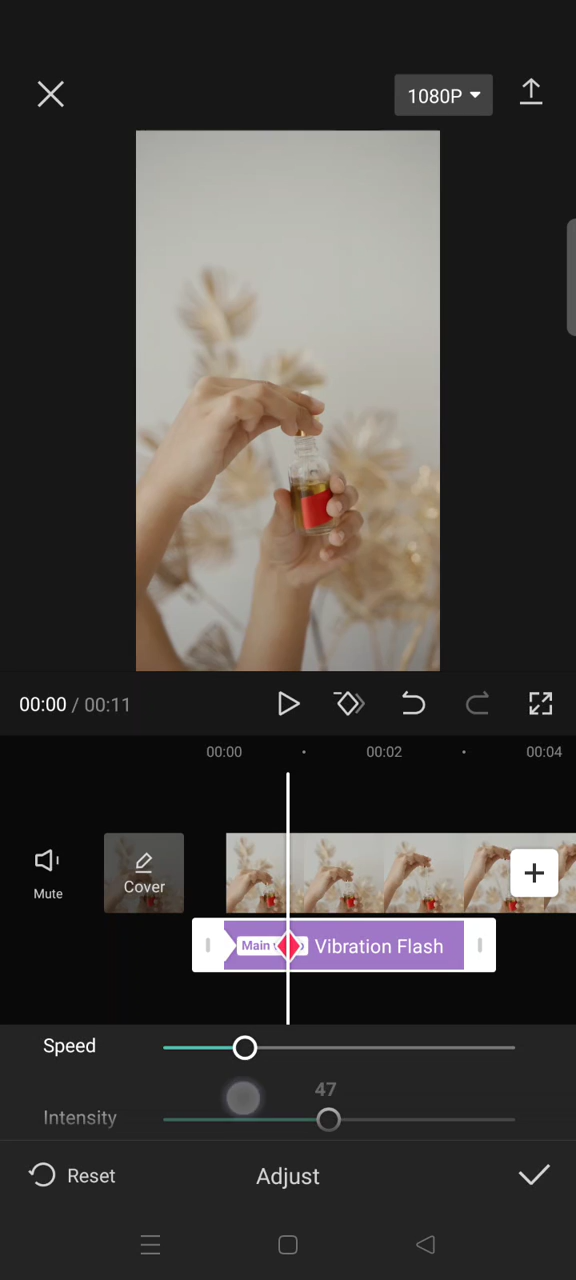 1080P
00:00 / 00:11
00:00 00:02 00:04
Mute
Cover
Main
Vibration Flash
Speed
47
Intensity
Reset
Adjust